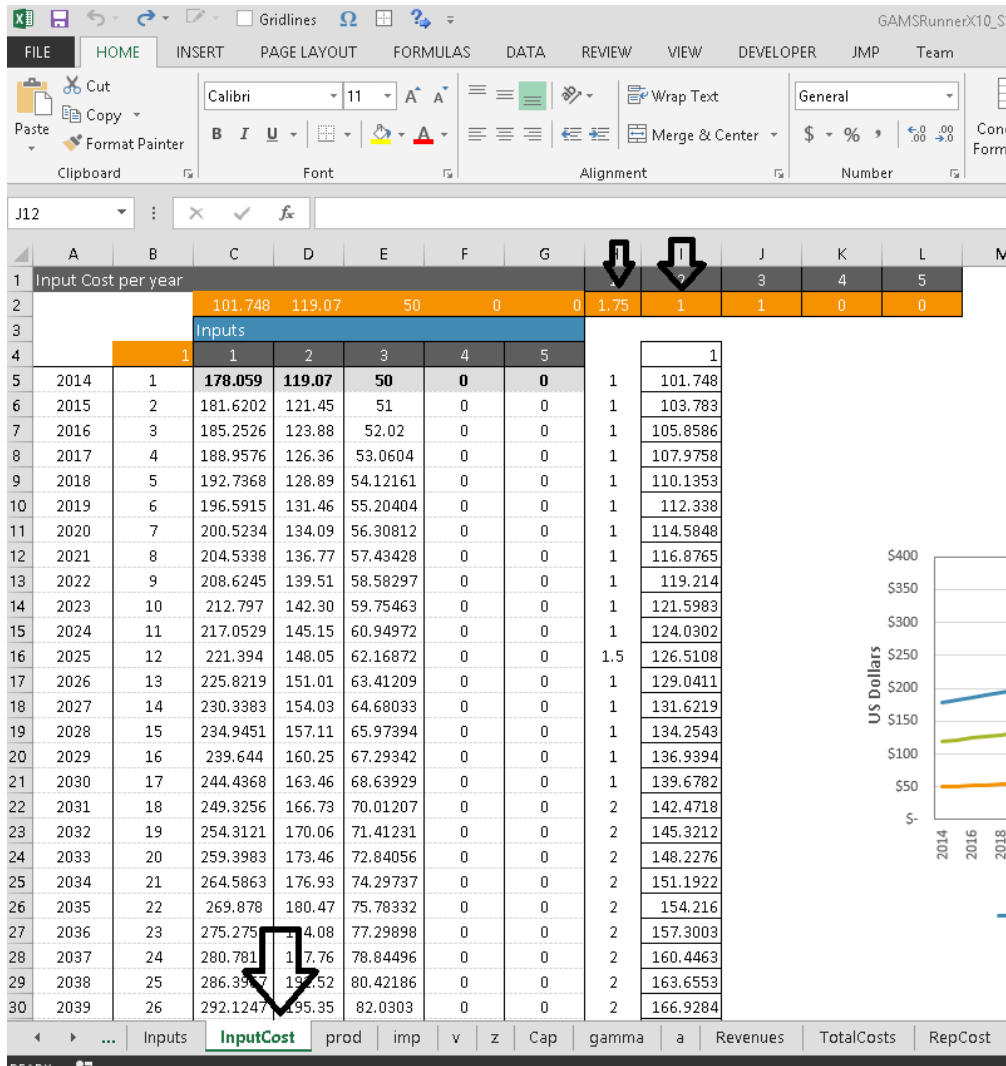 Gridlines Ω GAMSRunnerX10_S
FILE HOME INSERT PAGE LAYOUT FORMULAS DATA REVIEW VIEW DEVELOPER JMP Team
Cut
Copy
Format Painter
Paste
Calibri 11 A A
B I U A
Wrap Text
Merge & Center
General
$ % , .00 .00
Con
Form
Clipboard Font Alignment Number
J12 fx
A B C D E F G I J K L M
1 Input Cost per year 3 4 5
2 101.748 119.07 50 0 0 1.75 1 1 0 0
3 Inputs
4 1 1 2 3 4 5 1
5 2014 1 178.059 119.07 50 0 0 1 101.748
6 2015 2 181.6202 121.45 51 0 0 1 103.783
7 2016 3 185.2526 123.88 52.02 0 0 1 105.8586
8 2017 4 188.9576 126.36 53.0604 0 0 1 107.9758
9 2018 5 192.7368 128.89 54.12161 0 0 1 110.1353
10 2019 6 196.5915 131.46 55.20404 0 0 1 112.338
11 2020 7 200.5234 134.09 56.30812 0 0 1 114.5848
12 2021 8 204.5338 136.77 57.43428 0 0 1 116.8765
13 2022 9 208.6245 139.51 58.58297 0 0 1 119.214
14 2023 10 212.797 142.30 59.75463 0 0 1 121.5983
15 2024 11 217.0529 145.15 60.94972 0 0 1 124.0302
16 2025 12 221.394 148.05 62.16872 0 0 1.5 126.5108
17 2026 13 225.8219 151.01 63.41209 0 0 1 129.0411
18 2027 14 230.3383 154.03 64.68033 0 0 1 131.6219
19 2028 15 234.9451 157.11 65.97394 0 0 1 134.2543
20 2029 16 239.644 160.25 67.29342 0 0 1 136.9394
21 2030 17 244.4368 163.46 68.63929 0 0 1 139.6782
22 2031 18 249.3256 166.73 70.01207 0 0 2 142.4718
23 2032 19 254.3121 170.06 71.41231 0 0 2 145.3212
24 2033 20 259.3983 173.46 72.84056 0 0 2 148.2276
25 2034 21 264.5863 176.93 74.29737 0 0 2 151.1922
26 2035 22 269.878 180.47 75.78332 0 0 2 154.216
27 2036 23 77.29898 0 0 2 157.3003
28 2037 24 78.84496 0 0 2 160.4463
29 2038 25 80.42186 0 0 2 163.6553
30 2039 26 292.1247 82.0303 0 0 2 166.9284
$400
$350
$300
$250
$200
$150
$100
$50
$-
US Dollars
2014 2016 2018
... Inputs InputCost prod imp v z Cap gamma a Revenues TotalCosts RepCost